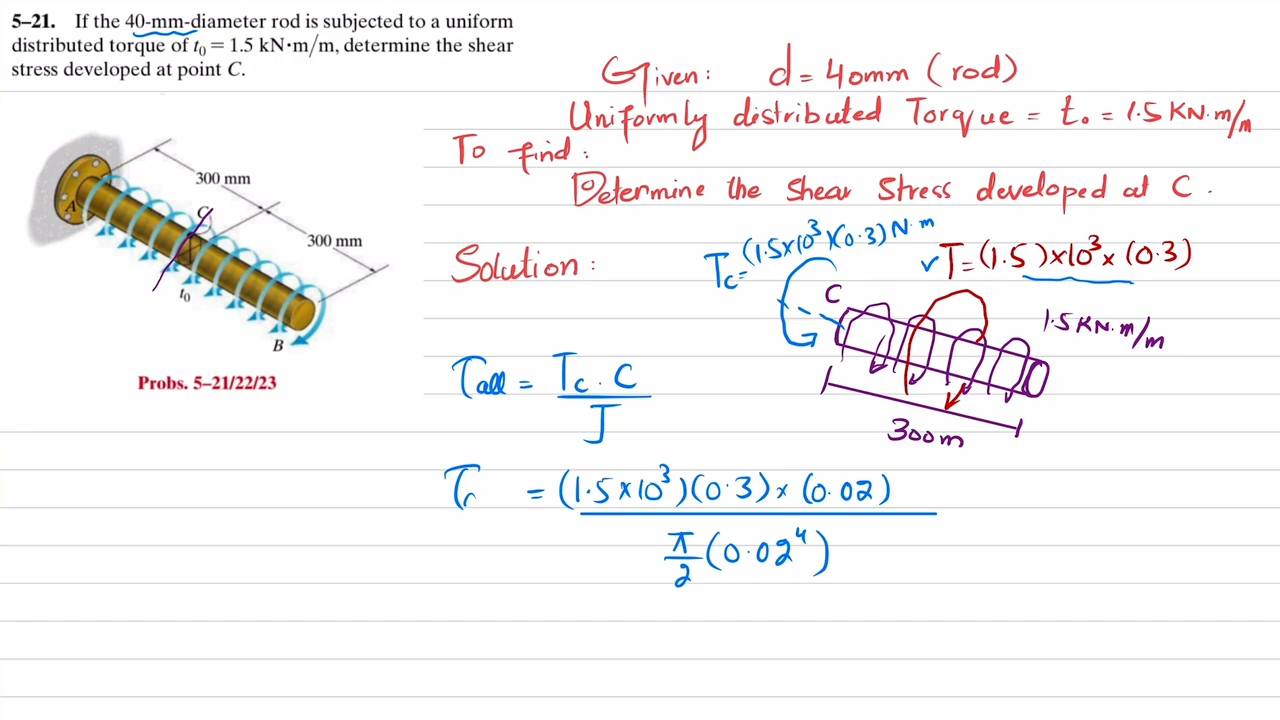 5–21. If the 40-mm-diameter rod is subjected to a uniform
distributed torque of t0 = 1.5 kN·m/m, determine the shear
stress developed at point C.
Given: d = 40mm (rod)
Uniformly distributed Torque = t0 = 1.5 KN.m/m
To find:
Determine the Shear Stress developed at C.
300 mm
A
C
300 mm
t0
B
Probs. 5–21/22/23
Solution:
Tc = (1.5×10³)(0.3) N·m
T = (1.5)×10³×(0.3)
C
1.5 KN.m/m
300m
τall = Tc . C / J
τ = (1.5×10³)(0.3)×(0.02)
π/2 (0.02⁴)